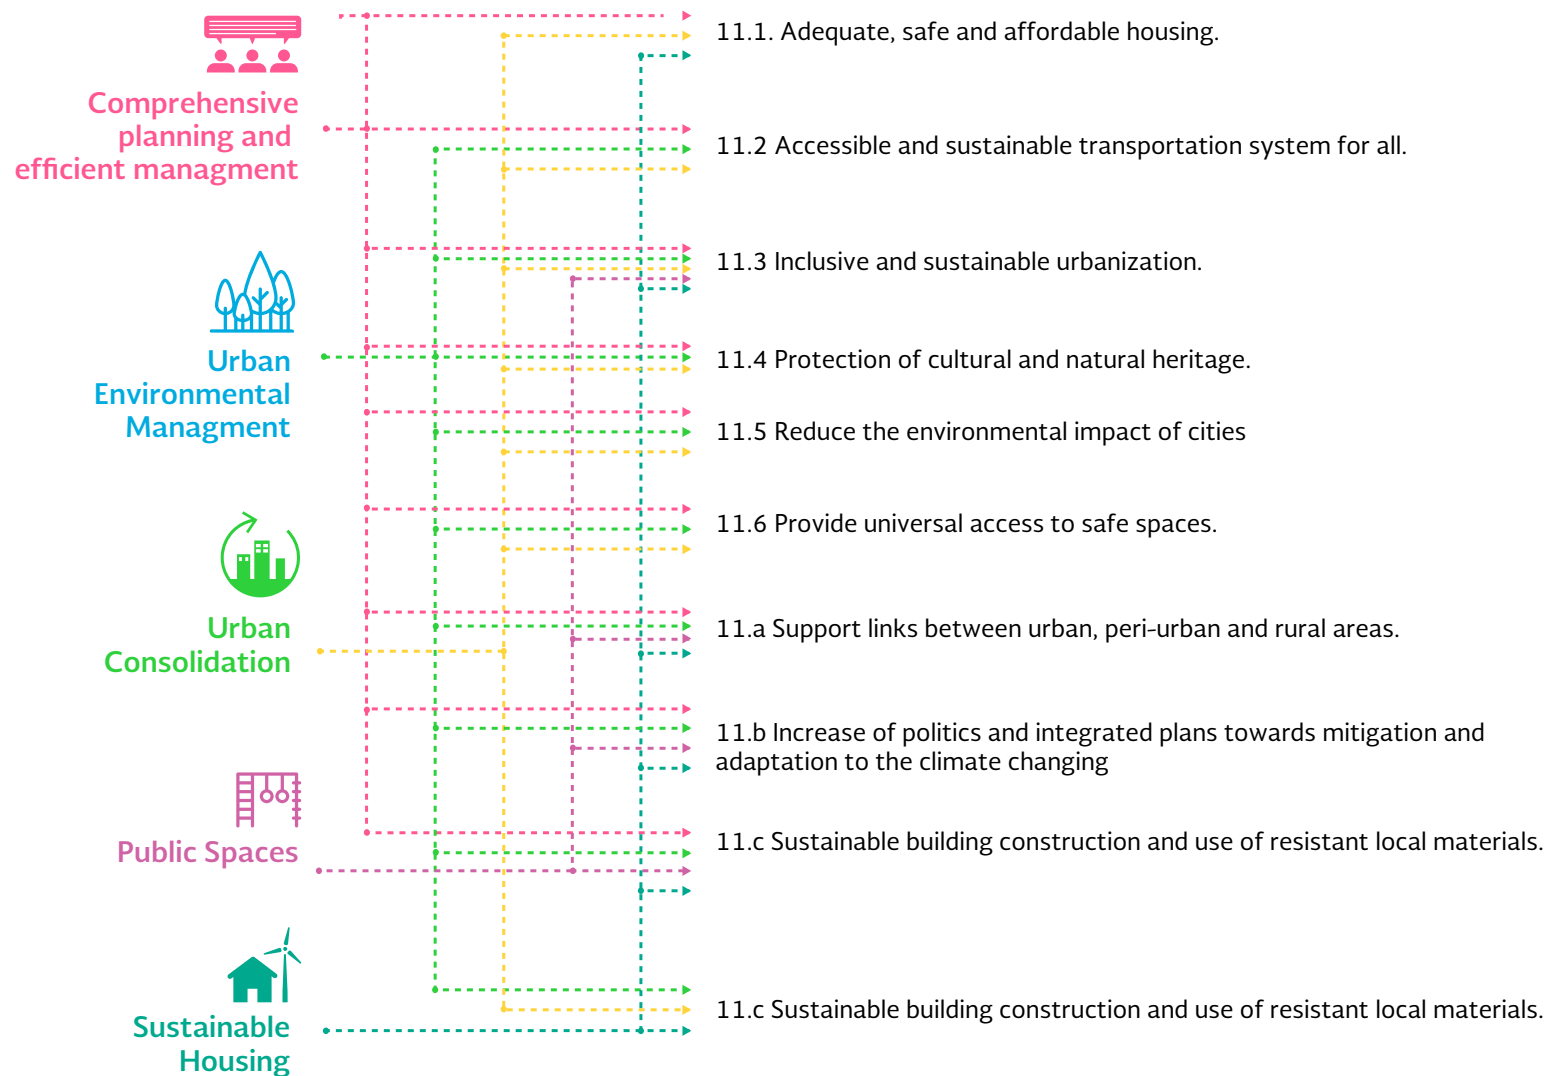 Comprehensive
planning and
efficient managment
Urban
Environmental
Managment
Urban
Consolidation
Public Spaces
Sustainable
Housing
11.1. Adequate, safe and affordable housing.
11.2 Accessible and sustainable transportation system for all.
11.3 Inclusive and sustainable urbanization.
11.4 Protection of cultural and natural heritage.
11.5 Reduce the environmental impact of cities
11.6 Provide universal access to safe spaces.
11.a Support links between urban, peri-urban and rural areas.
11.b Increase of politics and integrated plans towards mitigation and
adaptation to the climate changing
11.c Sustainable building construction and use of resistant local materials.
11.c Sustainable building construction and use of resistant local materials.